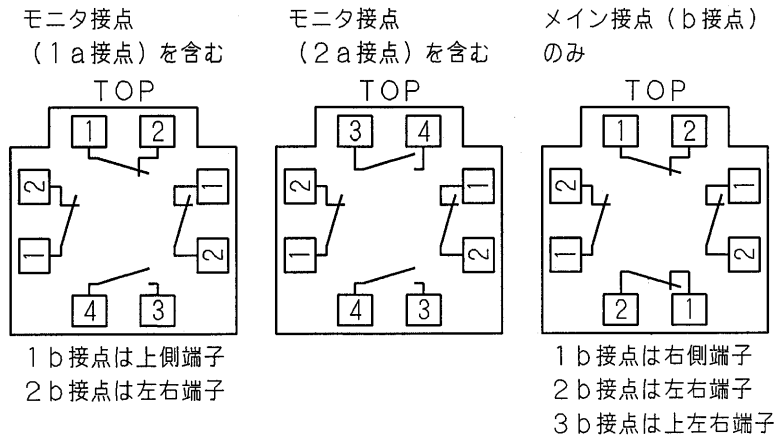 モニタ接点
(1a接点)を含む
TOP
1 2
2 1
1 2
4 3
1b接点は上側端子
2b接点は左右端子
モニタ接点
(2a接点)を含む
TOP
3 4
2 1
1 2
4 3
メイン接点(b接点)
のみ
TOP
1 2
2 1
1 2
2 1
1b接点は右側端子
2b接点は左右端子
3b接点は上左右端子